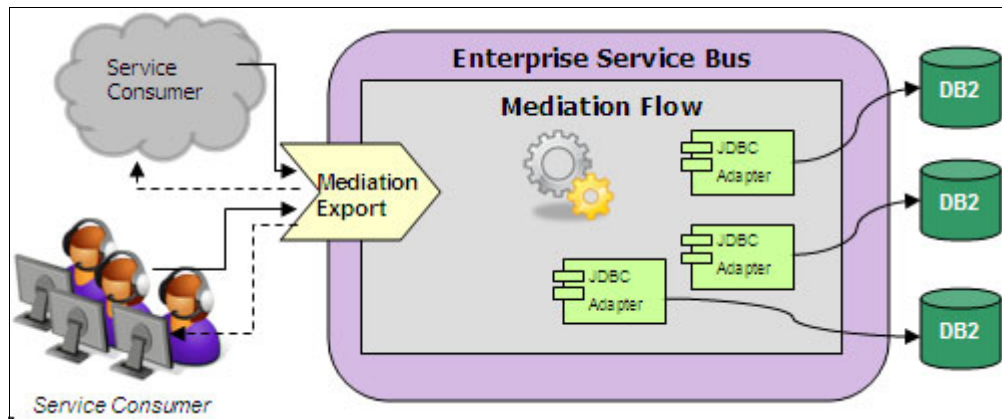 Service
Consumer
Enterprise Service Bus
Mediation Flow
Mediation
Export
JDBC
Adapter
JDBC
Adapter
JDBC
Adapter
DB2
DB2
DB2
Service Consumer